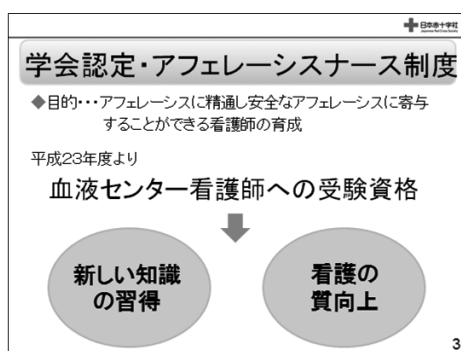 日本赤十字社
Japanese Red Cross Society
学会認定・アフェレーシスナース制度
◆目的・・・アフェレーシスに精通し安全なアフェレーシスに寄与
することができる看護師の育成
平成23年度より
血液センター看護師への受験資格
新しい知識
の習得
看護の
質向上
3